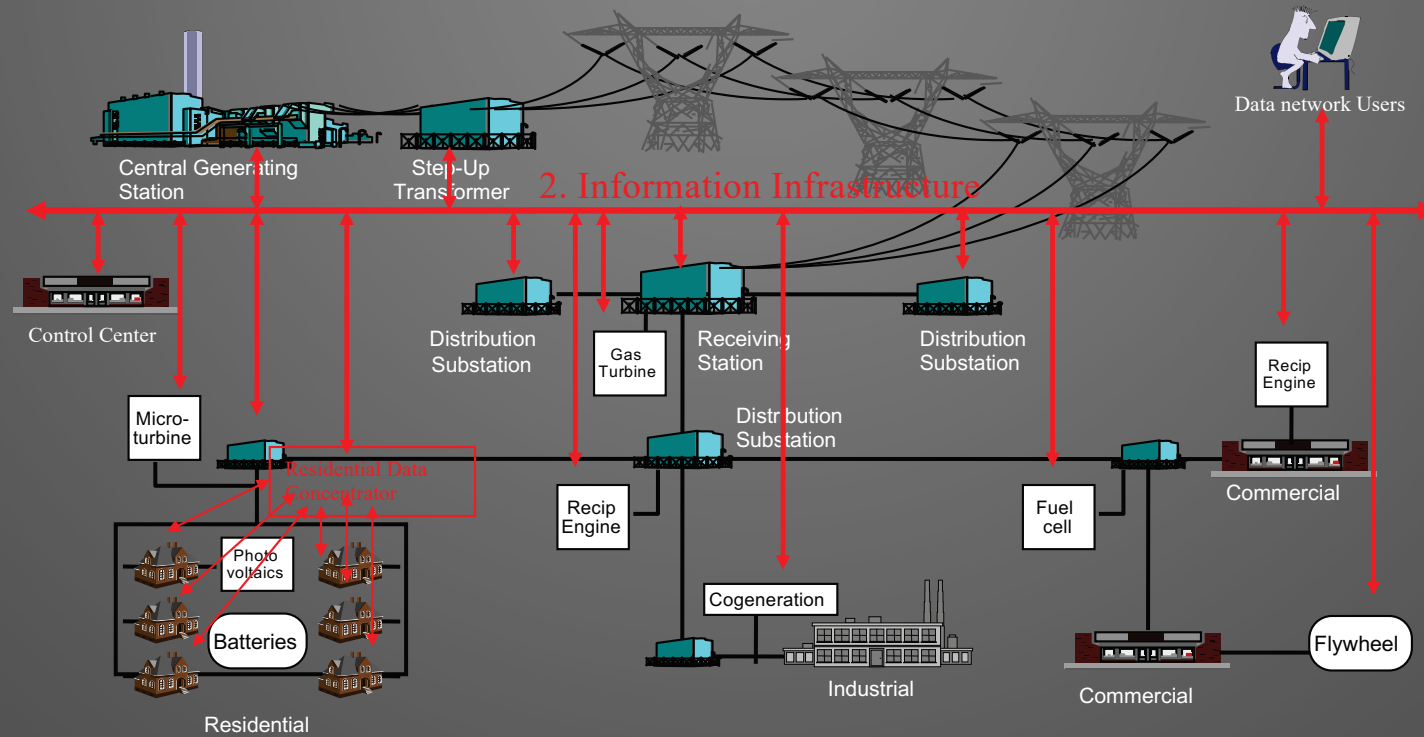 Data network Users
Central Generating
Station
Step-Up
Transformer
2. Information Infrastructure
Control Center
Distribution
Substation
Gas
Turbine
Receiving
Station
Distribution
Substation
Recip
Engine
Micro-
turbine
Distribution
Substation
Residential Data
Concentrator
Commercial
Recip
Engine
Fuel
cell
Photo
voltaics
Cogeneration
Batteries
Flywheel
Industrial
Commercial
Residential